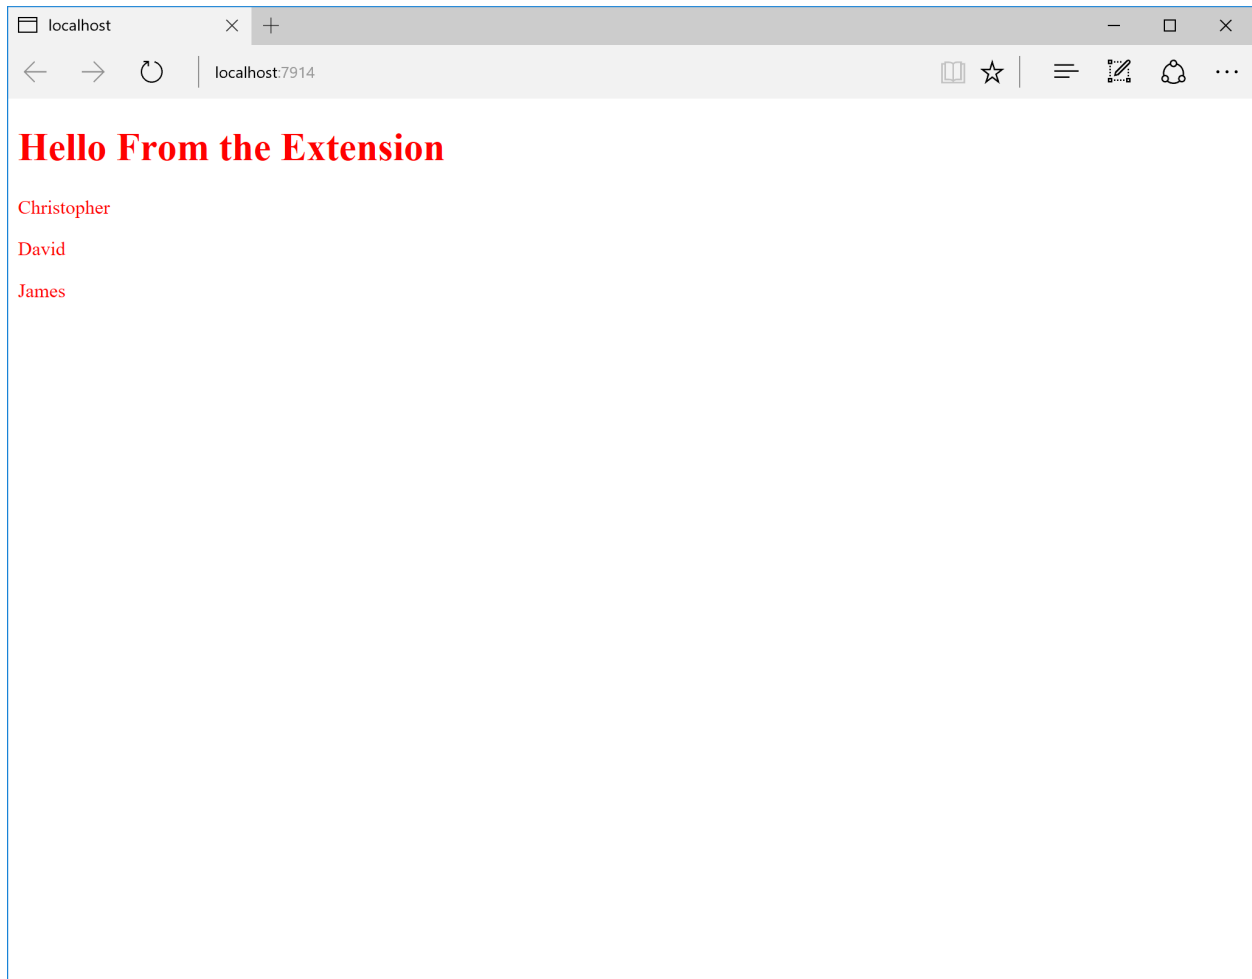 localhost
localhost:7914
Hello From the Extension
Christopher
David
James